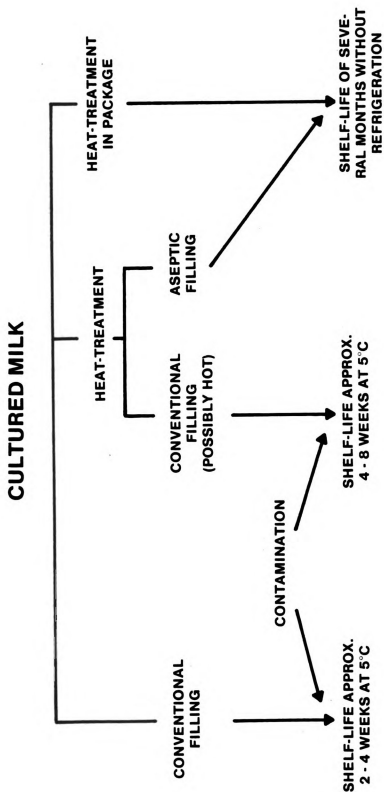 CULTURED MILK
CONVENTIONAL
FILLING
HEAT-TREATMENT
HEAT-TREATMENT
IN PACKAGE
CONVENTIONAL
FILLING
(POSSIBLY HOT)
ASEPTIC
FILLING
CONTAMINATION
SHELF-LIFE APPROX.
2 - 4 WEEKS AT 5°C
SHELF-LIFE APPROX.
4 - 8 WEEKS AT 5°C
SHELF-LIFE OF SEVE-
RAL MONTHS WITHOUT
REFRIGERATION